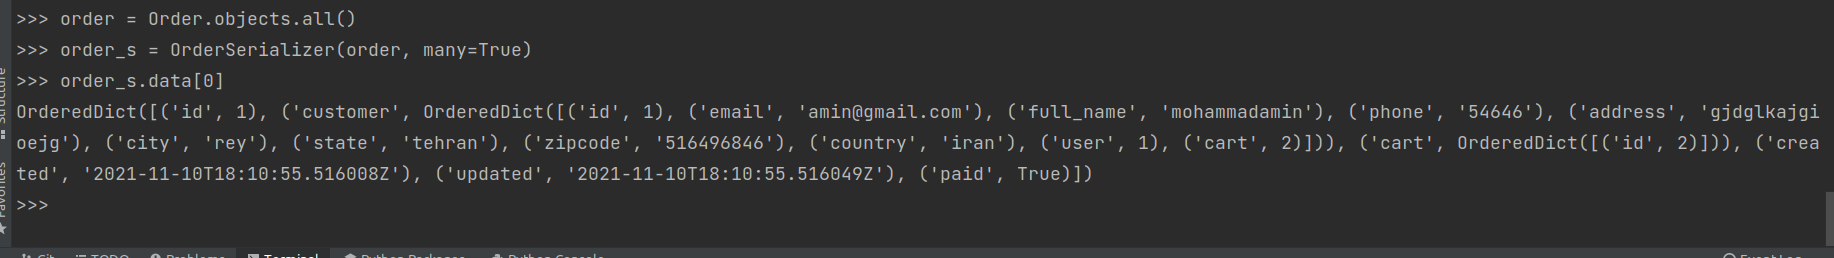 >>> order = Order.objects.all()
>>> order_s = OrderSerializer(order, many=True)
>>> order_s.data[0]
OrderedDict([('id', 1), ('customer', OrderedDict([('id', 1), ('email', 'amin@gmail.com'), ('full_name', 'mohammadamin'), ('phone', '54646'), ('address', 'gjdglkajgi
oejg'), ('city', 'rey'), ('state', 'tehran'), ('zipcode', '516496846'), ('country', 'iran'), ('user', 1), ('cart', 2)])), ('cart', OrderedDict([('id', 2)])), ('crea
ted', '2021-11-10T18:10:55.516008Z'), ('updated', '2021-11-10T18:10:55.516049Z'), ('paid', True)])
>>>
Structure
Favorites
Git TODO Problems Terminal Python Packages Python Console Event Log